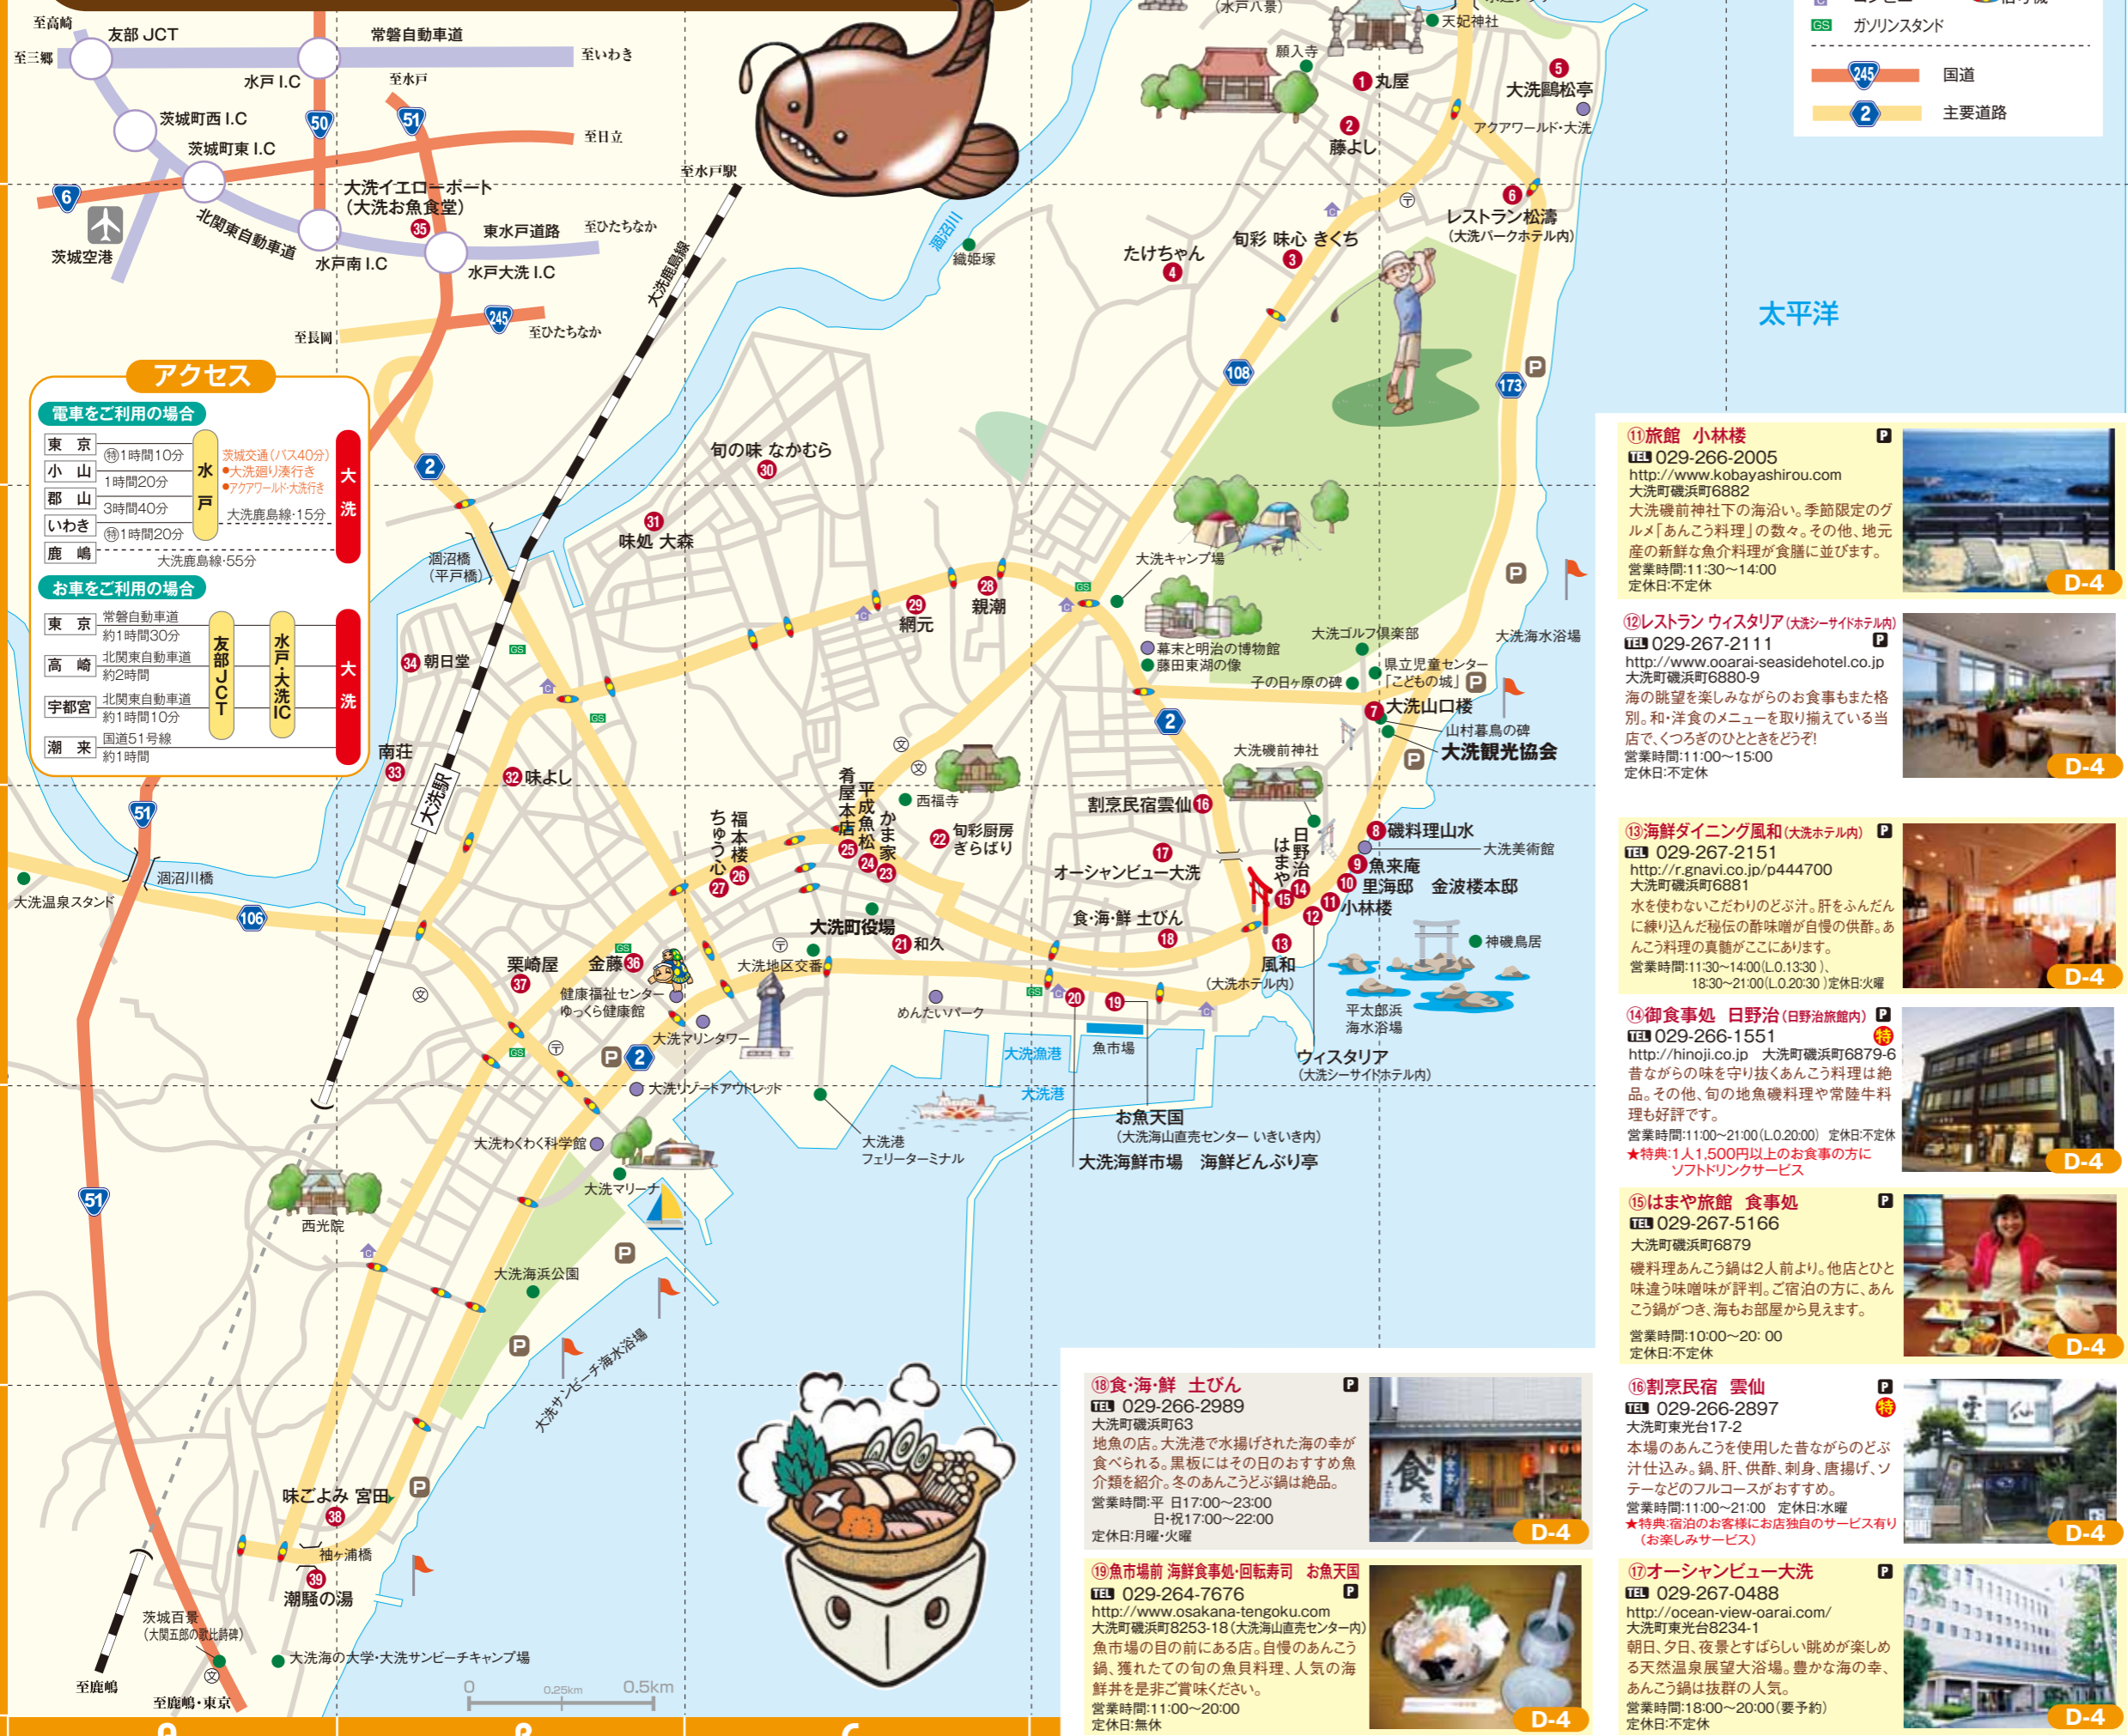 至高崎
友部 JCT
常磐自動車道
至三郷
至いわき
水戸 I.C
至水戸
50
51
茨城町西 I.C
茨城町東 I.C
至日立
6
大洗イエローポート
(大洗お魚食堂)
35
北関東自動車道
東水戸道路
至ひたちなか
茨城空港
水戸南 I.C
水戸大洗 I.C
245
至長岡
至ひたちなか
至水戸駅
大洗鹿島線
涸沼川
織姫塚
(水戸八景)
天妃神社
願入寺
1 丸屋
2
藤よし
5
大洗鷗松亭
アクアワールド・大洗
6
レストラン松濤
(大洗パークホテル内)
旬彩 味心 きくち
3
たけちゃん
4
GS ガソリンスタンド
245 国道
2 主要道路
太平洋
108
173
P
アクセス
電車をご利用の場合
東 京
特1時間10分
小 山
1時間20分
郡 山
3時間40分
いわき
特1時間20分
鹿 嶋
大洗鹿島線・55分
水戸
茨城交通(バス40分)
●大洗廻り湊行き
●アクアワールド・大洗行き
大洗鹿島線・15分
大洗
お車をご利用の場合
東 京
常磐自動車道
約1時間30分
高 崎
北関東自動車道
約2時間
宇都宮
北関東自動車道
約1時間10分
潮 来
国道51号線
約1時間
友部JCT
水戸・大洗IC
大洗
2
旬の味 なかむら
30
31
味処 大森
涸沼橋
(平戸橋)
28
親潮
29
網元
大洗キャンプ場
幕末と明治の博物館
藤田東湖の像
大洗ゴルフ倶楽部
大洗海水浴場
県立児童センター
「こどもの城」
子の日ヶ原の碑
7 大洗山口楼
山村暮鳥の碑
大洗観光協会
2
大洗磯前神社
34 朝日堂
南荘
33
32 味よし
大洗駅
51
涸沼川橋
大洗温泉スタンド
106
ちゅう心
27
福本楼
26
肴屋本店
25
平成魚松
24
かま家
23
西福寺
22 旬彩厨房
ぎらばり
割烹民宿雲仙 16
17
オーシャンビュー大洗
食・海・鮮 土びん
18
はまや
15
日野治
14
8 磯料理山水
大洗美術館
9 魚来庵
10 里海邸 金波楼本邸
11 小林楼
12
13
風和
(大洗ホテル内)
神磯鳥居
平太郎浜
海水浴場
ウィスタリア
(大洗シーサイドホテル内)
大洗町役場
21 和久
大洗地区交番
金藤 36
栗崎屋
37
健康福祉センター
ゆっくら健康館
大洗マリンタワー
めんたいパーク
20
19
魚市場
大洗漁港
大洗港
お魚天国
(大洗海山直売センター いきいき内)
大洗海鮮市場 海鮮どんぶり亭
P 2
大洗リゾートアウトレット
大洗わくわく科学館
大洗マリーナ
大洗港
フェリーターミナル
51
西光院
大洗海浜公園
大洗サンビーチ海水浴場
味ごよみ 宮田
38
袖ヶ浦橋
39
潮騒の湯
茨城百景
(大関五郎の歌比詩碑)
大洗海の大学・大洗サンビーチキャンプ場
至鹿嶋
至鹿嶋・東京
0 0.25km 0.5km
A B C
⑪旅館 小林楼 P
TEL 029-266-2005
http://www.kobayashirou.com
大洗町磯浜町6882
大洗磯前神社下の海沿い。季節限定のグ
ルメ「あんこう料理」の数々。その他、地元
産の新鮮な魚介料理が食膳に並びます。
営業時間:11:30〜14:00
定休日:不定休
D-4
⑫レストラン ウィスタリア(大洗シーサイドホテル内)
TEL 029-267-2111 P
http://www.ooarai-seasidehotel.co.jp
大洗町磯浜町6880-9
海の眺望を楽しみながらのお食事もまた格
別。和・洋食のメニューを取り揃えている当
店で、くつろぎのひとときをどうぞ!
営業時間:11:00〜15:00
定休日:不定休
D-4
⑬海鮮ダイニング風和(大洗ホテル内) P
TEL 029-267-2151
http://r.gnavi.co.jp/p444700
大洗町磯浜町6881
水を使わないこだわりのどぶ汁。肝をふんだん
に練り込んだ秘伝の酢味噌が自慢の供酢。あ
んこう料理の真髄がここにあります。
営業時間:11:30〜14:00(L.O.13:30)、
18:30〜21:00(L.O.20:30)定休日:火曜
D-4
⑭御食事処 日野治(日野治旅館内) P
TEL 029-266-1551 特
http://hinoji.co.jp 大洗町磯浜町6879-6
昔ながらの味を守り抜くあんこう料理は絶
品。その他、旬の地魚磯料理や常陸牛料
理も好評です。
営業時間:11:00〜21:00(L.O.20:00) 定休日:不定休
★特典:1人1,500円以上のお食事の方に
ソフトドリンクサービス
D-4
⑮はまや旅館 食事処 P
TEL 029-267-5166
大洗町磯浜町6879
磯料理あんこう鍋は2人前より。他店とひと
味違う味噌味が評判。ご宿泊の方に、あん
こう鍋がつき、海もお部屋から見えます。
営業時間:10:00〜20:00
定休日:不定休
D-4
⑯割烹民宿 雲仙 P
TEL 029-266-2897 特
大洗町東光台17-2
本場のあんこうを使用した昔ながらのどぶ
汁仕込み。鍋、肝、供酢、刺身、唐揚げ、ソ
テーなどのフルコースがおすすめ。
営業時間:11:00〜21:00 定休日:水曜
★特典:宿泊のお客様にお店独自のサービス有り
(お楽しみサービス)
D-4
⑰オーシャンビュー大洗 P
TEL 029-267-0488
http://ocean-view-oarai.com/
大洗町東光台8234-1
朝日、夕日、夜景とすばらしい眺めが楽しめ
る天然温泉展望大浴場。豊かな海の幸、
あんこう鍋は抜群の人気。
営業時間:18:00〜20:00(要予約)
定休日:不定休
D-4
⑱食・海・鮮 土びん P
TEL 029-266-2989
大洗町磯浜町63
地魚の店。大洗港で水揚げされた海の幸が
食べられる。黒板にはその日のおすすめ魚
介類を紹介。冬のあんこうどぶ鍋は絶品。
営業時間:平 日17:00〜23:00
日・祝17:00〜22:00
定休日:月曜・火曜
D-4
⑲魚市場前 海鮮食事処・回転寿司 お魚天国
TEL 029-264-7676 P
http://www.osakana-tengoku.com
大洗町磯浜町8253-18(大洗海山直売センター内)
魚市場の目の前にある店。自慢のあんこう
鍋、獲れたての旬の魚貝料理、人気の海
鮮丼を是非ご賞味ください。
営業時間:11:00〜20:00
定休日:無休
D-4